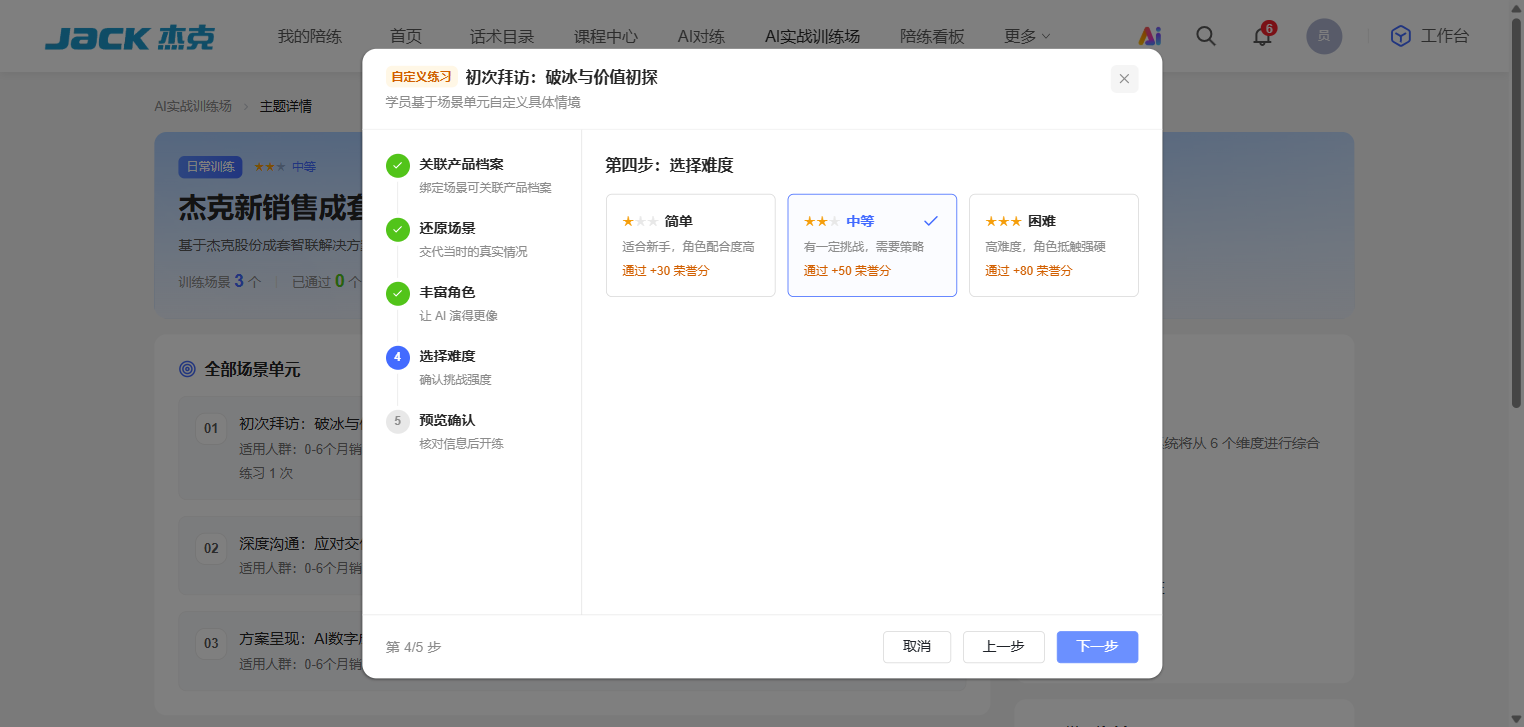 JACK 杰克
我的陪练 首页 话术目录 课程中心 AI对练 AI实战训练场 陪练看板 更多
Ai
6
员
工作台
AI实战训练场 > 主题详情
日常训练 ★★★ 中等
杰克新销售成套
基于杰克股份成套智联解决方
训练场景 3 个 已通过 0 个
全部场景单元
01
初次拜访：破冰与
适用人群：0-6个月销
练习 1 次
02
深度沟通：应对交
适用人群：0-6个月销
03
方案呈现：AI数字
适用人群：0-6个月销
统将从 6 个维度进行综合
自定义练习 初次拜访：破冰与价值初探
学员基于场景单元自定义具体情境
关联产品档案
绑定场景可关联产品档案
还原场景
交代当时的真实情况
丰富角色
让 AI 演得更像
4
选择难度
确认挑战强度
5
预览确认
核对信息后开练
第四步：选择难度
★★★ 简单
适合新手，角色配合度高
通过 +30 荣誉分
★★★ 中等
有一定挑战，需要策略
通过 +50 荣誉分
★★★ 困难
高难度，角色抵触强硬
通过 +80 荣誉分
第 4/5 步
取消
上一步
下一步